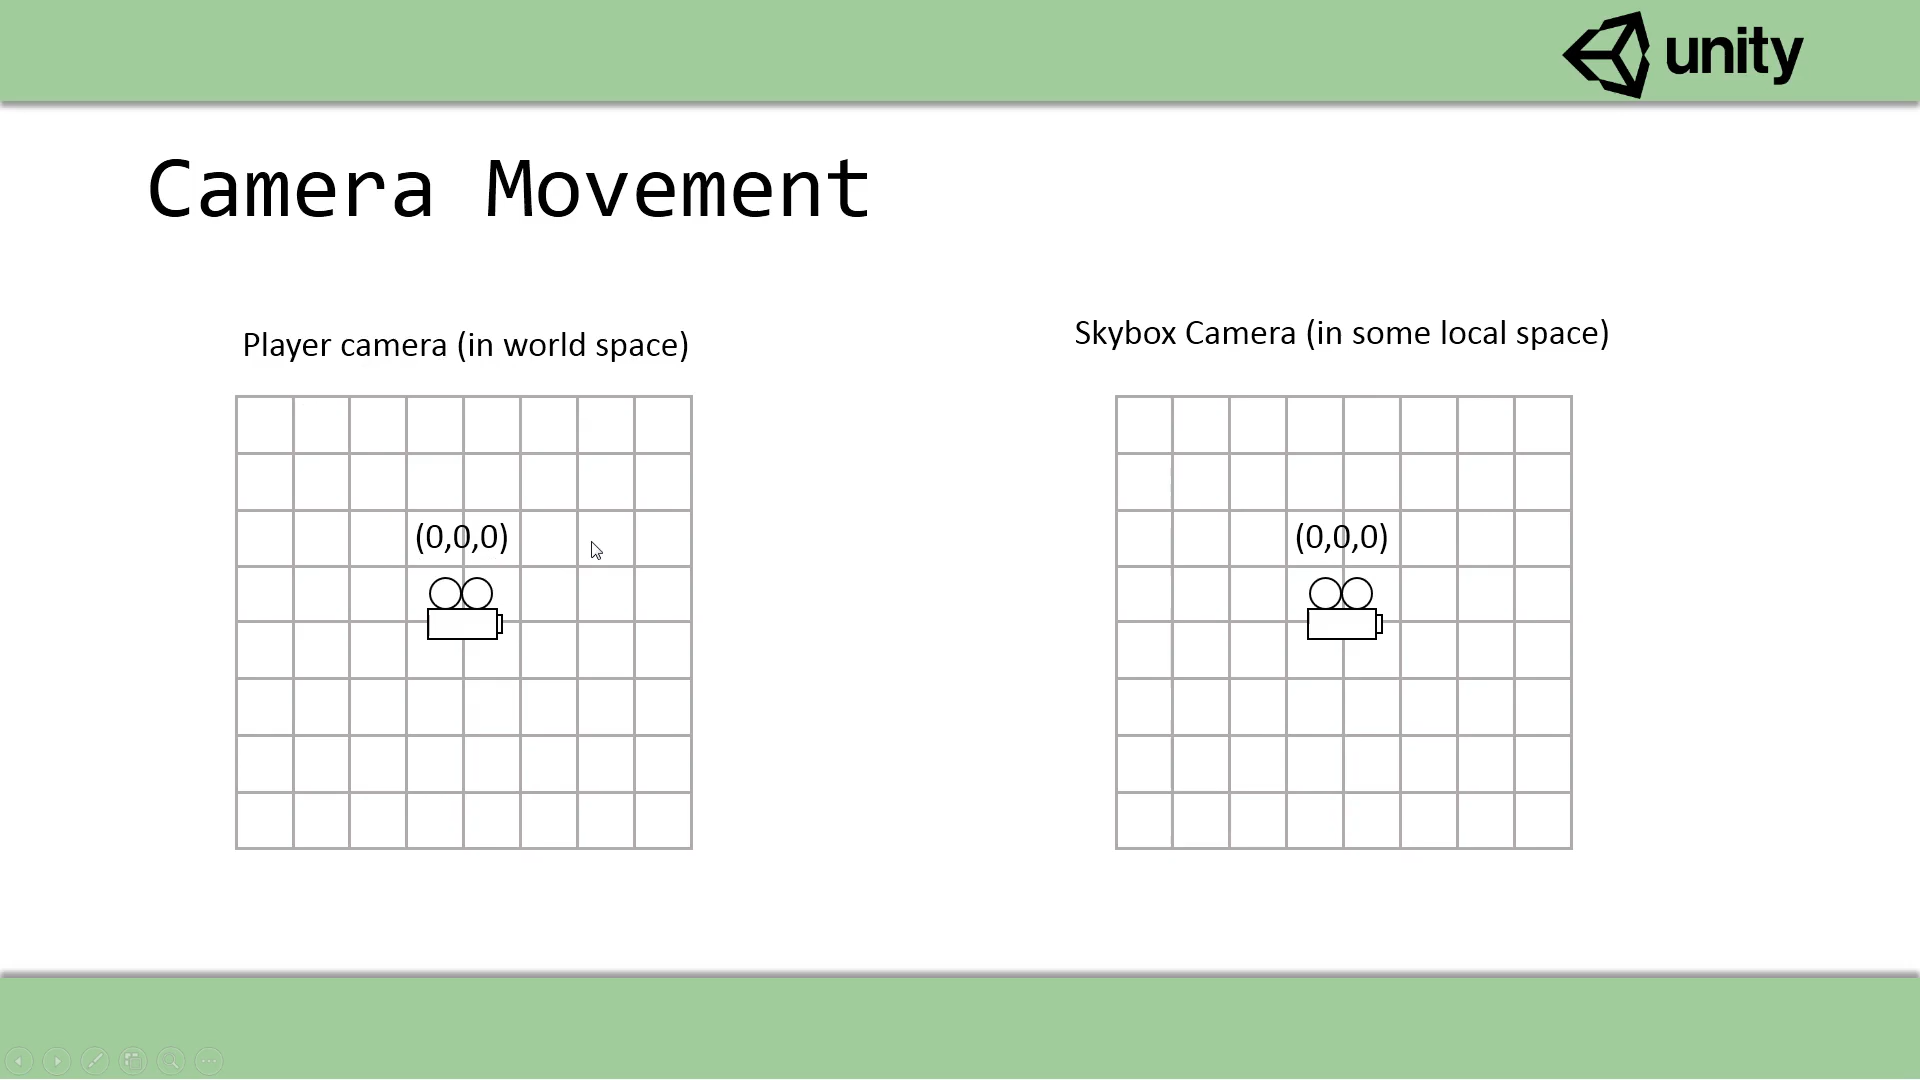 unity
Camera Movement
Player camera (in world space)
Skybox Camera (in some local space)
(0,0,0)
(0,0,0)